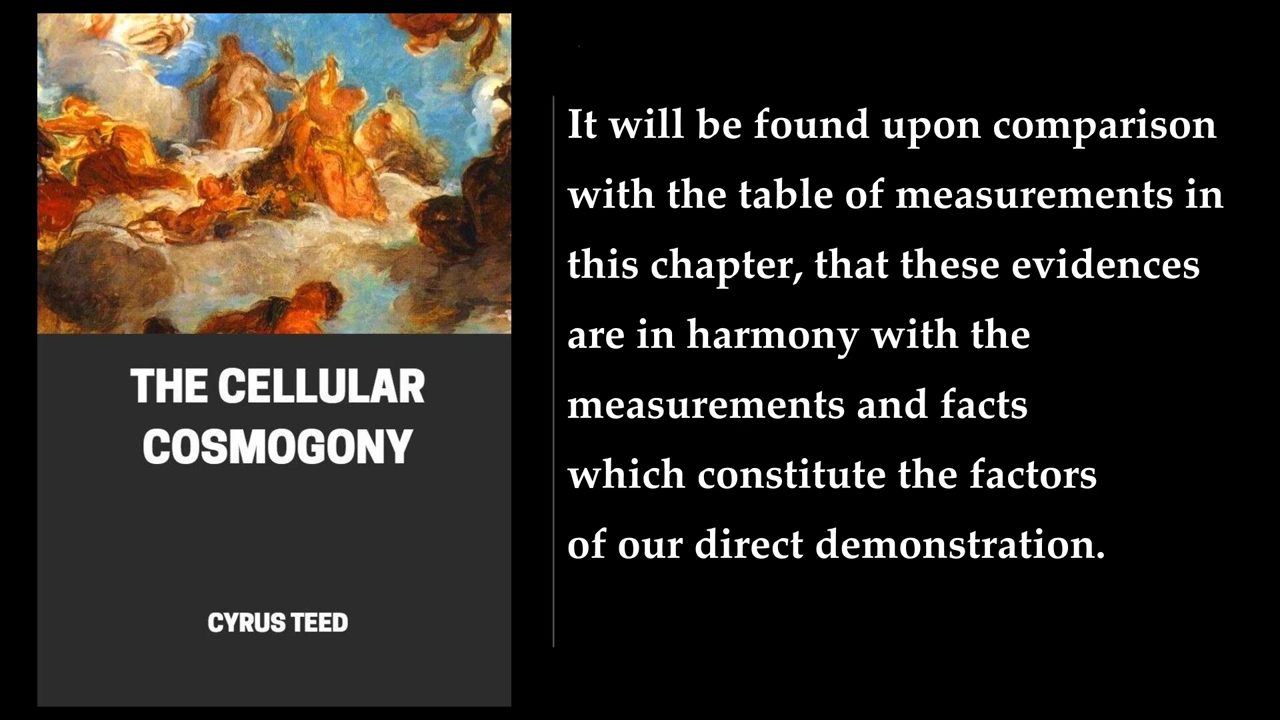 THE CELLULAR
COSMOGONY
CYRUS TEED
It will be found upon comparison
with the table of measurements in
this chapter, that these evidences
are in harmony with the
measurements and facts
which constitute the factors
of our direct demonstration.